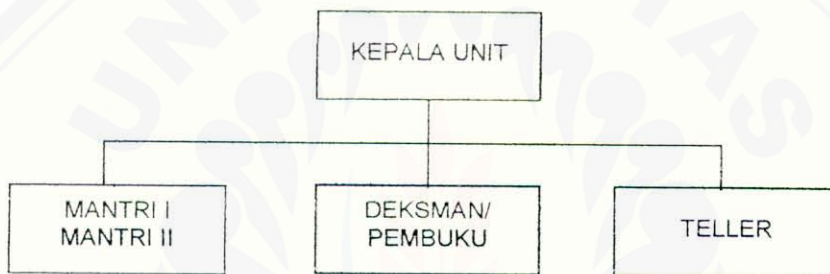 KEPALA UNIT
MANTRI I
MANTRI II
DEKSMAN/
PEMBUKU
TELLER